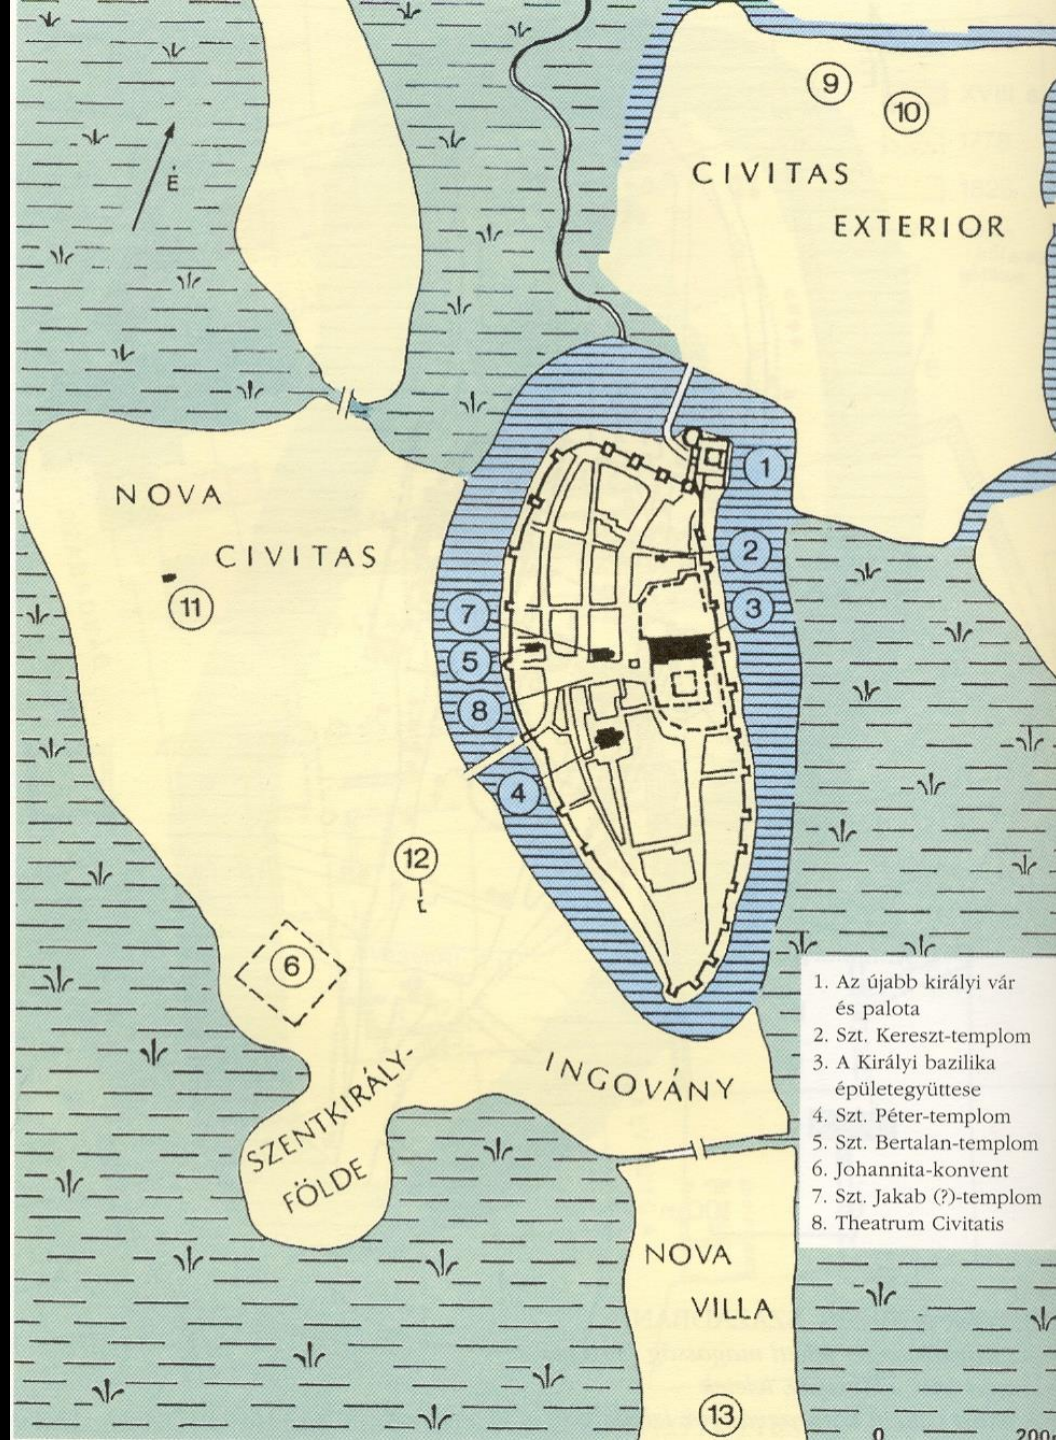 9
10
CIVITAS
EXTERIOR
É
1
NOVA
CIVITAS
2
11
7
3
5
8
4
12
6
INGOVÁNY
SZENTKIRÁLY-
FÖLDE
NOVA
VILLA
13
1. Az újabb királyi vár
és palota
2. Szt. Kereszt-templom
3. A Királyi bazilika
épületegyüttese
4. Szt. Péter-templom
5. Szt. Bertalan-templom
6. Johannita-konvent
7. Szt. Jakab (?)-templom
8. Theatrum Civitatis
0 200